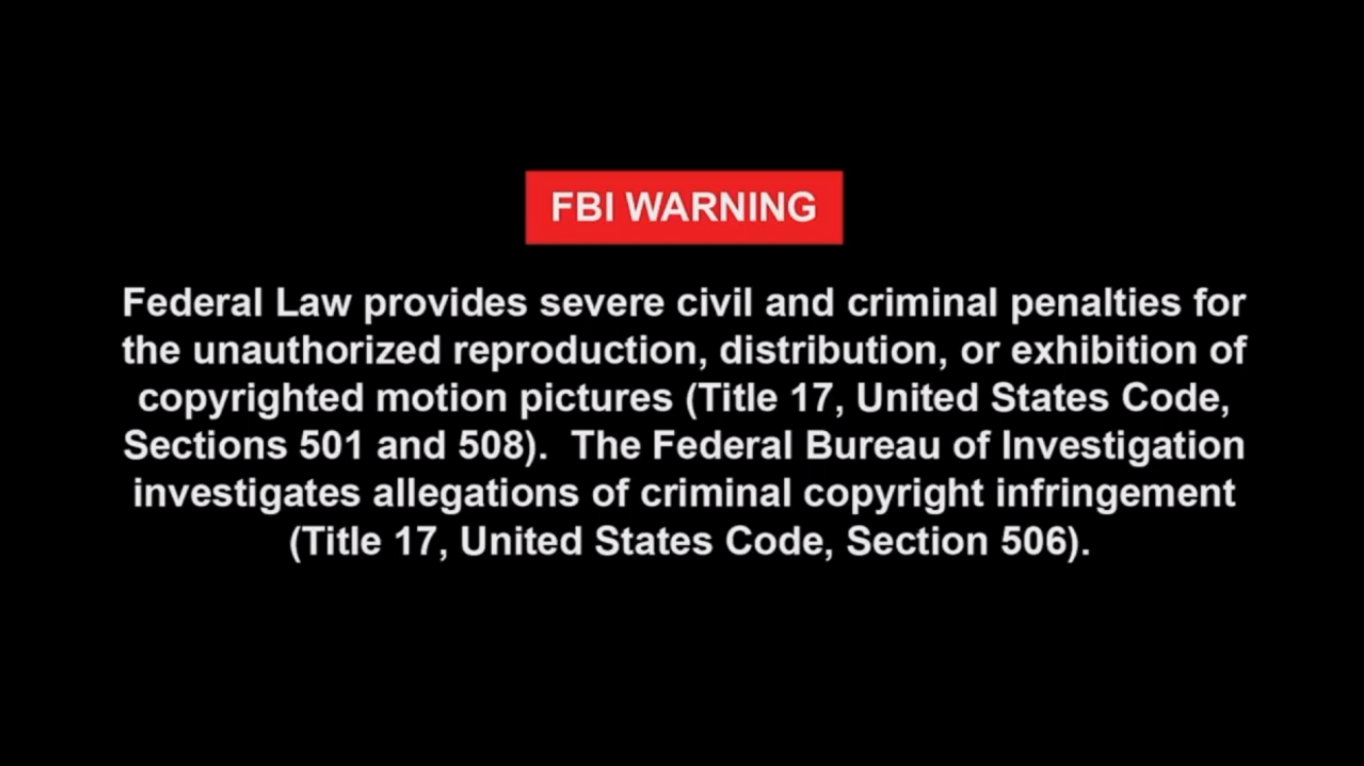 FBI WARNING
Federal Law provides severe civil and criminal penalties for
the unauthorized reproduction, distribution, or exhibition of
copyrighted motion pictures (Title 17, United States Code,
Sections 501 and 508).  The Federal Bureau of Investigation
investigates allegations of criminal copyright infringement
(Title 17, United States Code, Section 506).